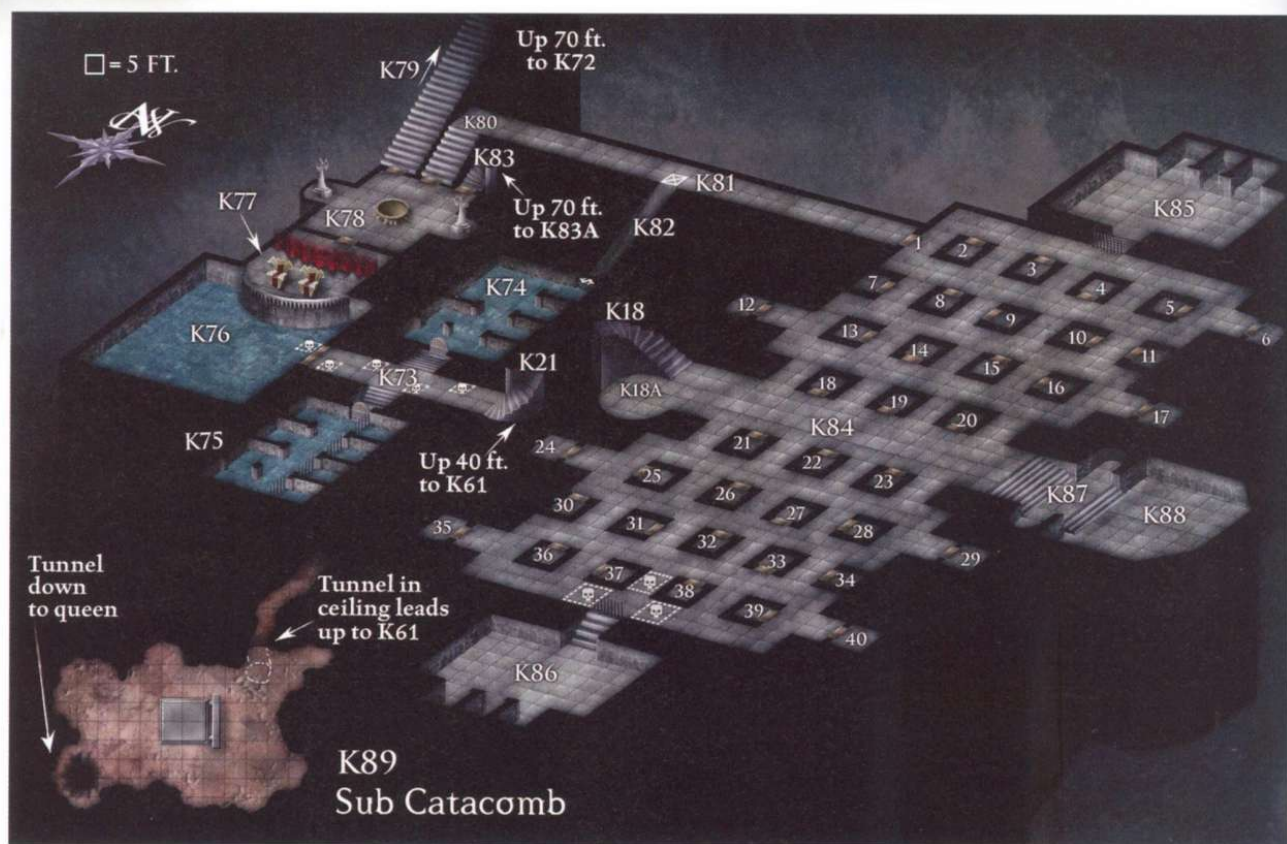 □ = 5 FT.
K79
Up 70 ft.
to K72
K80
K83
K81
K85
K77
K78
Up 70 ft.
to K83A
K82
1
2
3
4
5
6
7
8
9
10
11
12
13
14
15
16
17
K74
K18
K76
K73
K21
K18A
18
19
20
K84
K75
Up 40 ft.
to K61
21
22
23
24
25
26
27
28
29
30
31
32
33
34
35
36
37
38
39
40
K87
K88
K86
Tunnel
down
to queen
Tunnel in
ceiling leads
up to K61
K89
Sub Catacomb